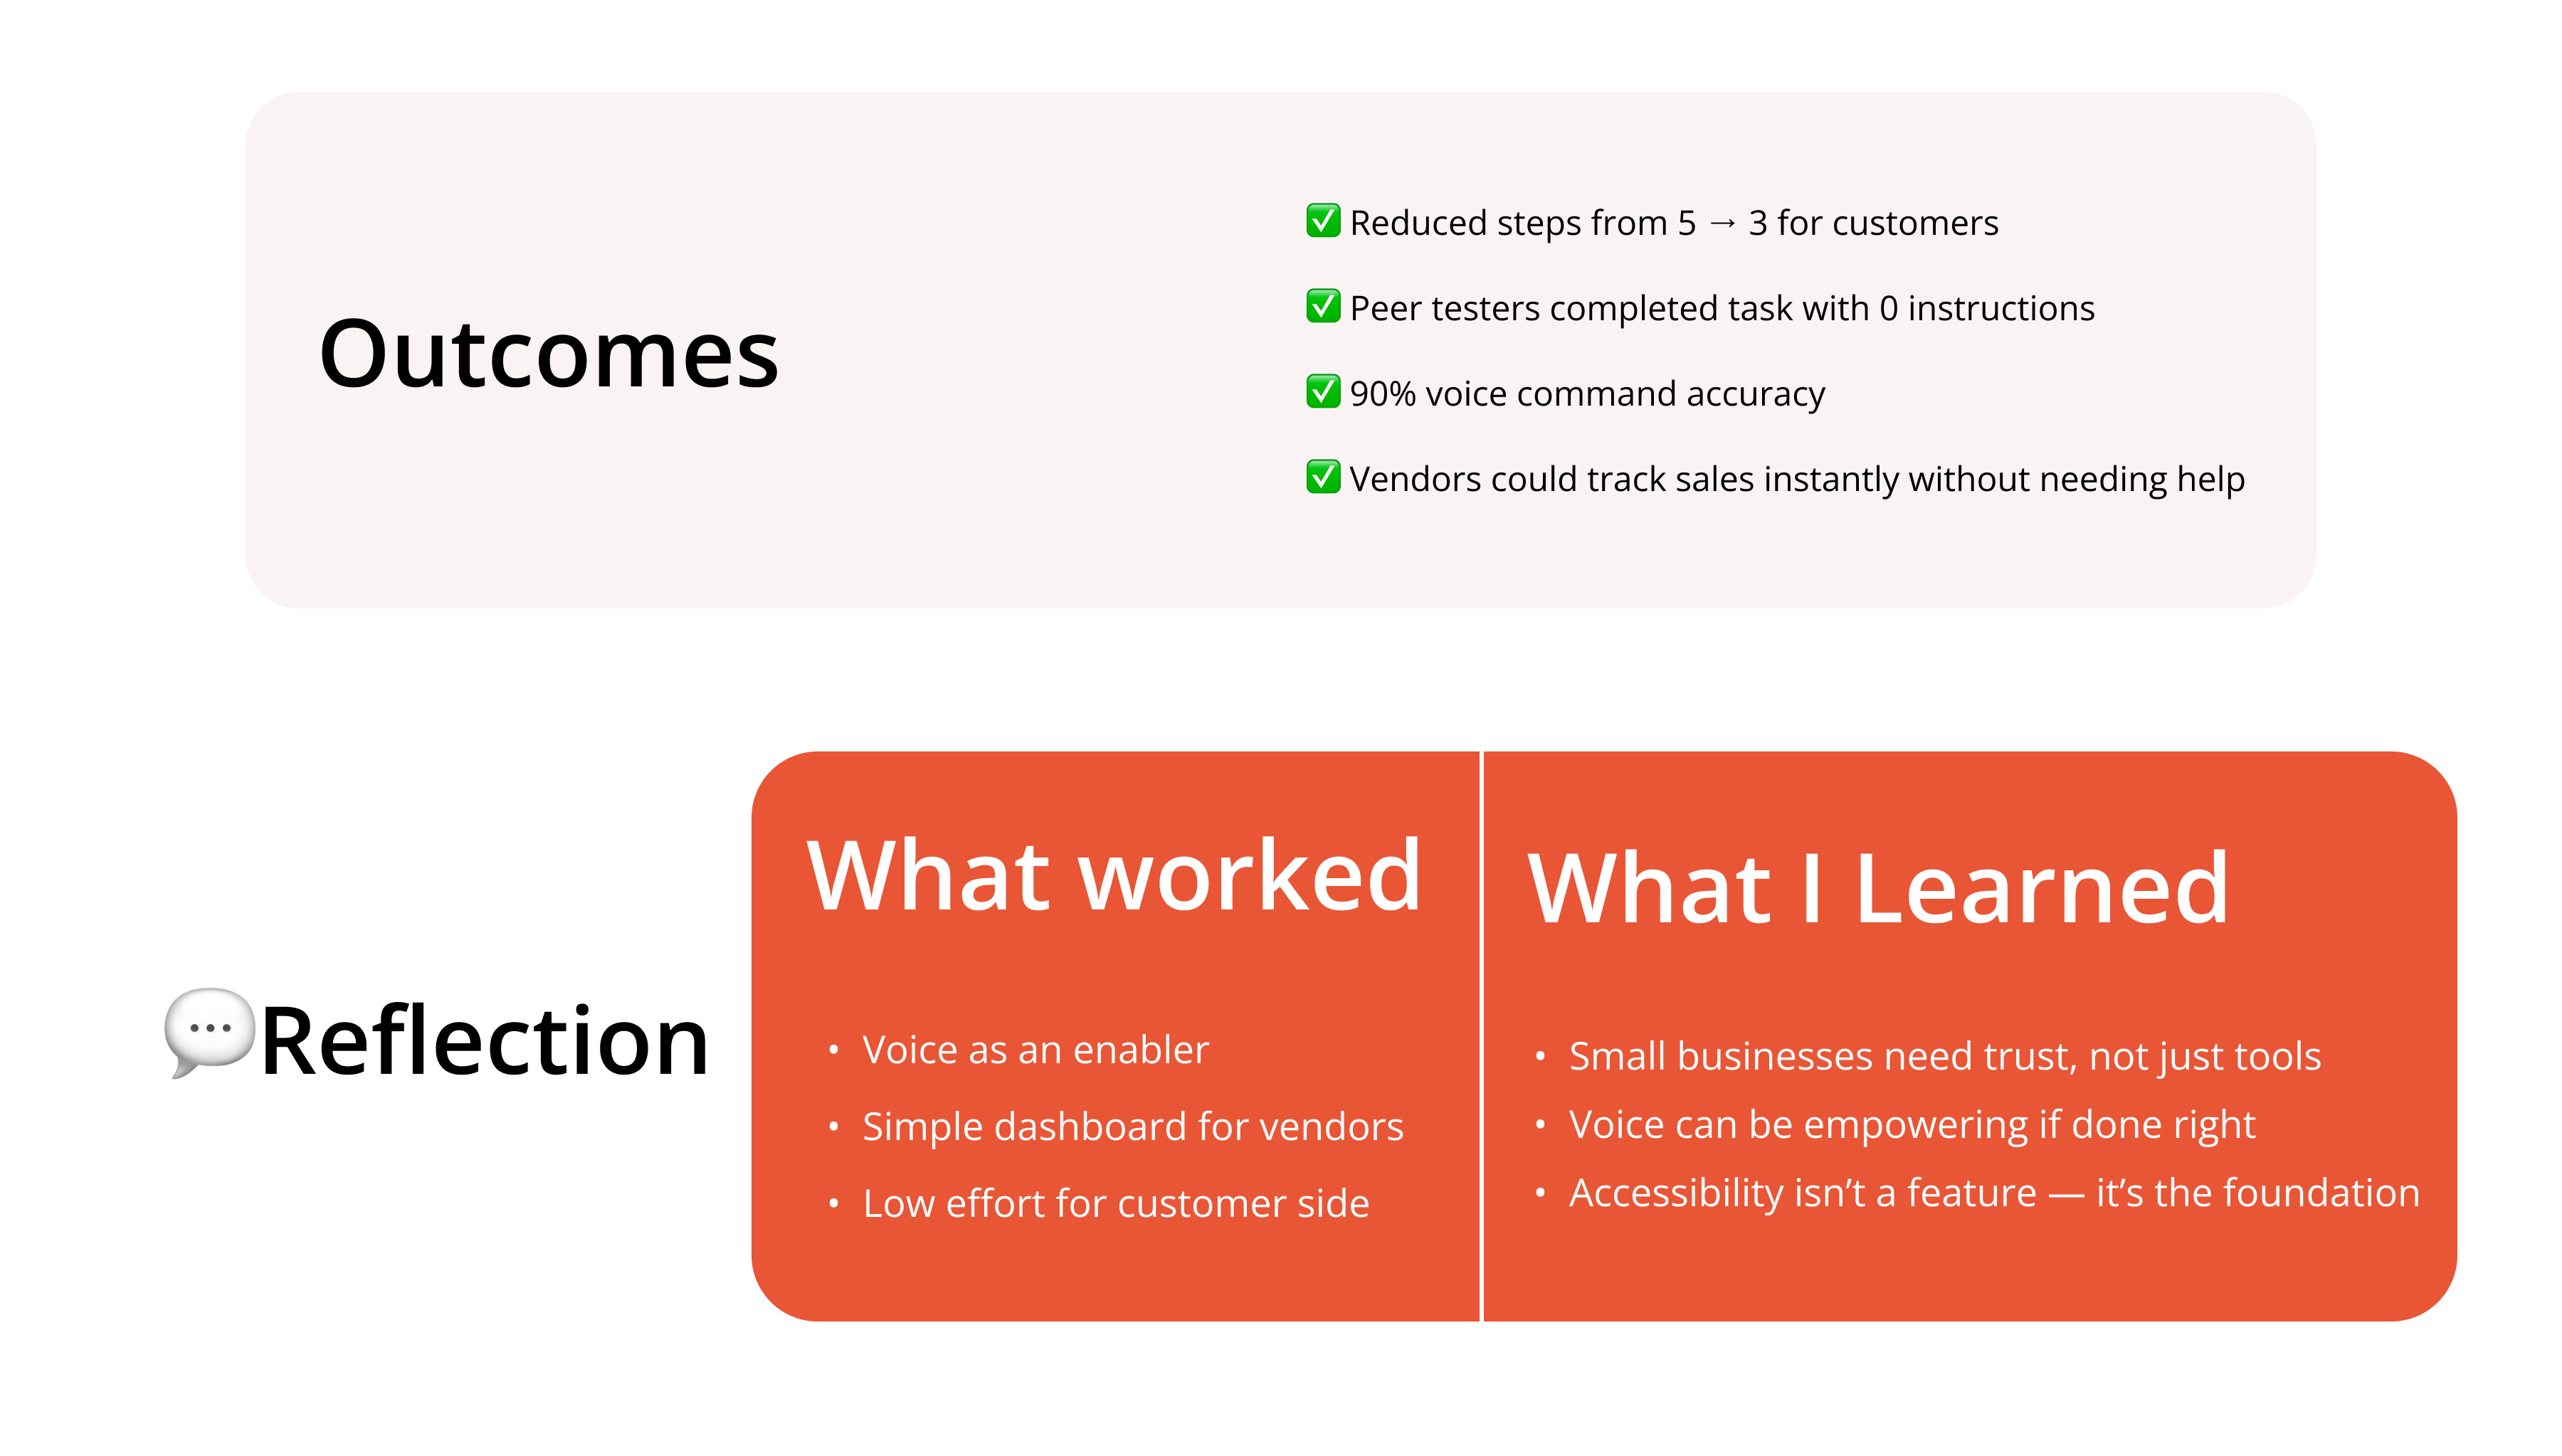 Outcomes
✅ Reduced steps from 5 → 3 for customers
✅ Peer testers completed task with 0 instructions
✅ 90% voice command accuracy
✅ Vendors could track sales instantly without needing help
💬Reflection
What worked
• Voice as an enabler
• Simple dashboard for vendors
• Low effort for customer side
What I Learned
• Small businesses need trust, not just tools
• Voice can be empowering if done right
• Accessibility isn’t a feature — it’s the foundation